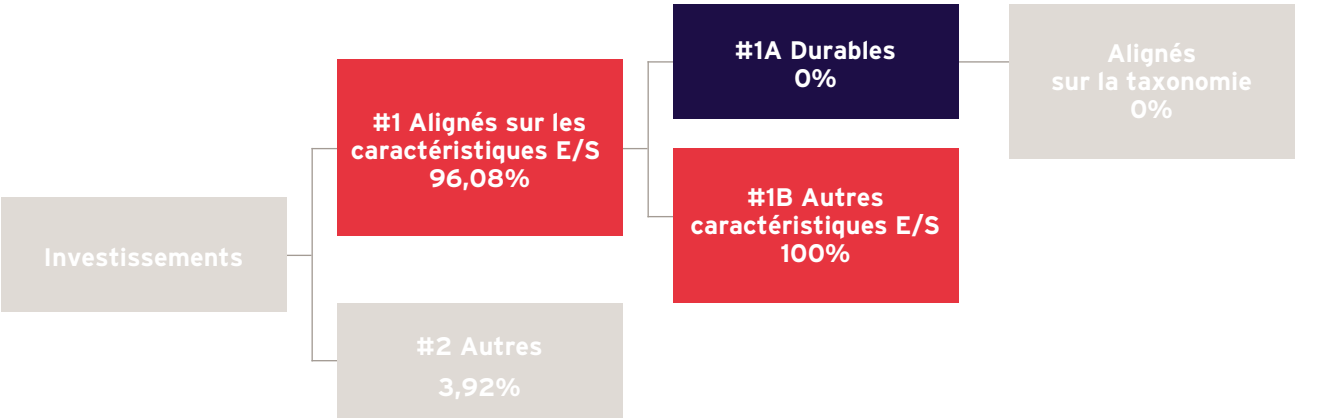 Investissements
#1 Alignés sur les
caractéristiques E/S
96,08%
#2 Autres
3,92%
#1A Durables
0%
#1B Autres
caractéristiques E/S
100%
Alignés
sur la taxonomie
0%